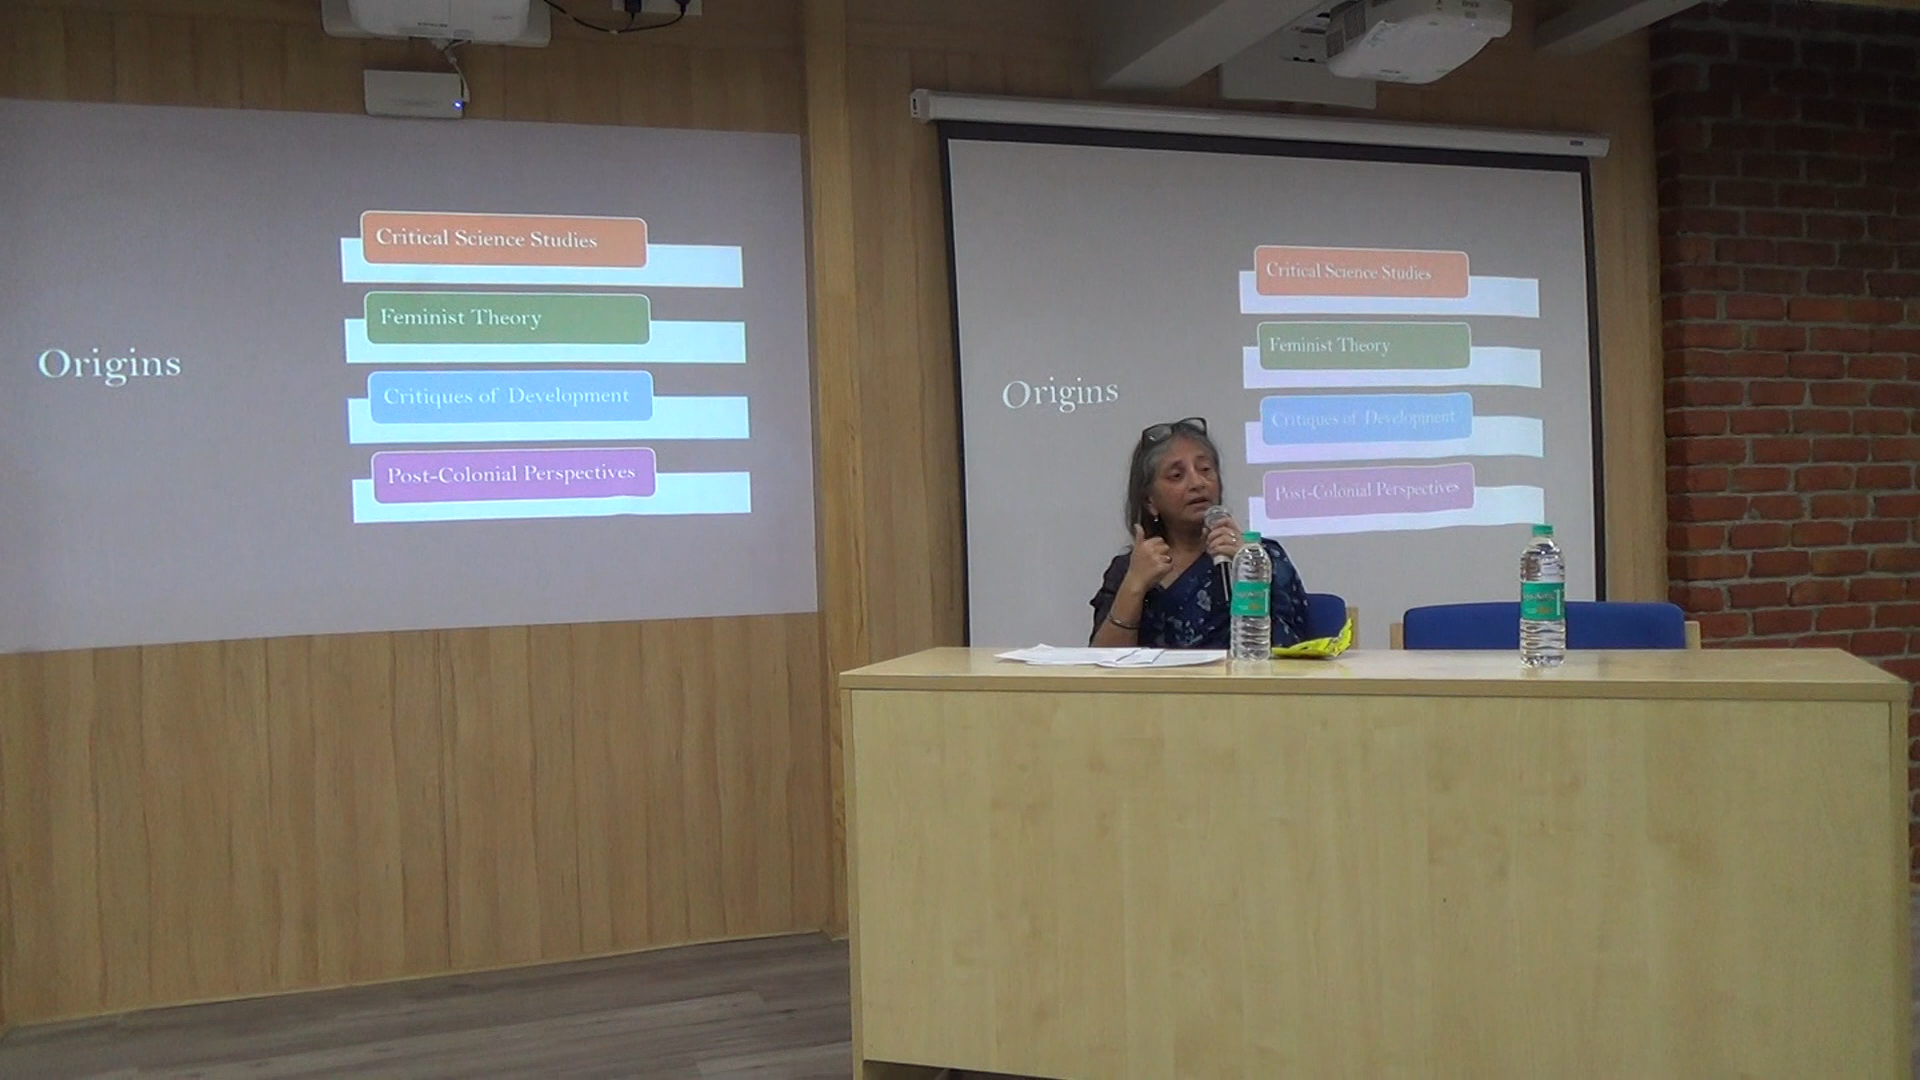 Origins
Critical Science Studies
Feminist Theory
Critiques of Development
Post-Colonial Perspectives
Origins
Critical Science Studies
Feminist Theory
Critiques of Development
Post-Colonial Perspectives
EPSON